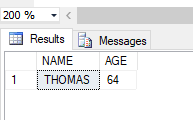 200 %
Results Messages
NAME AGE
1 THOMAS 64